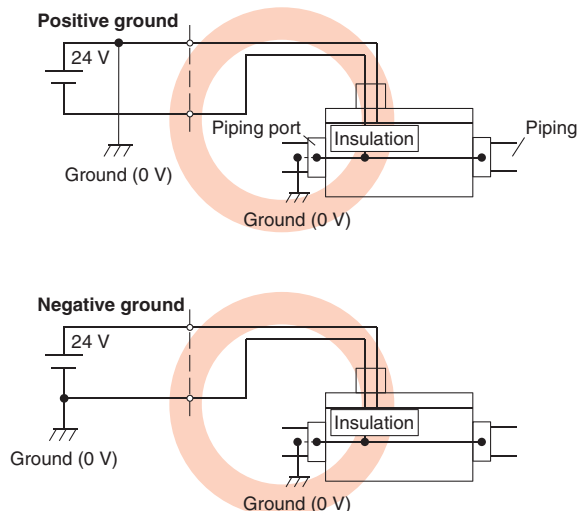 Positive ground
24 V
Piping port
Insulation
Piping
Ground (0 V)
Ground (0 V)
Negative ground
24 V
Insulation
Ground (0 V)
Ground (0 V)